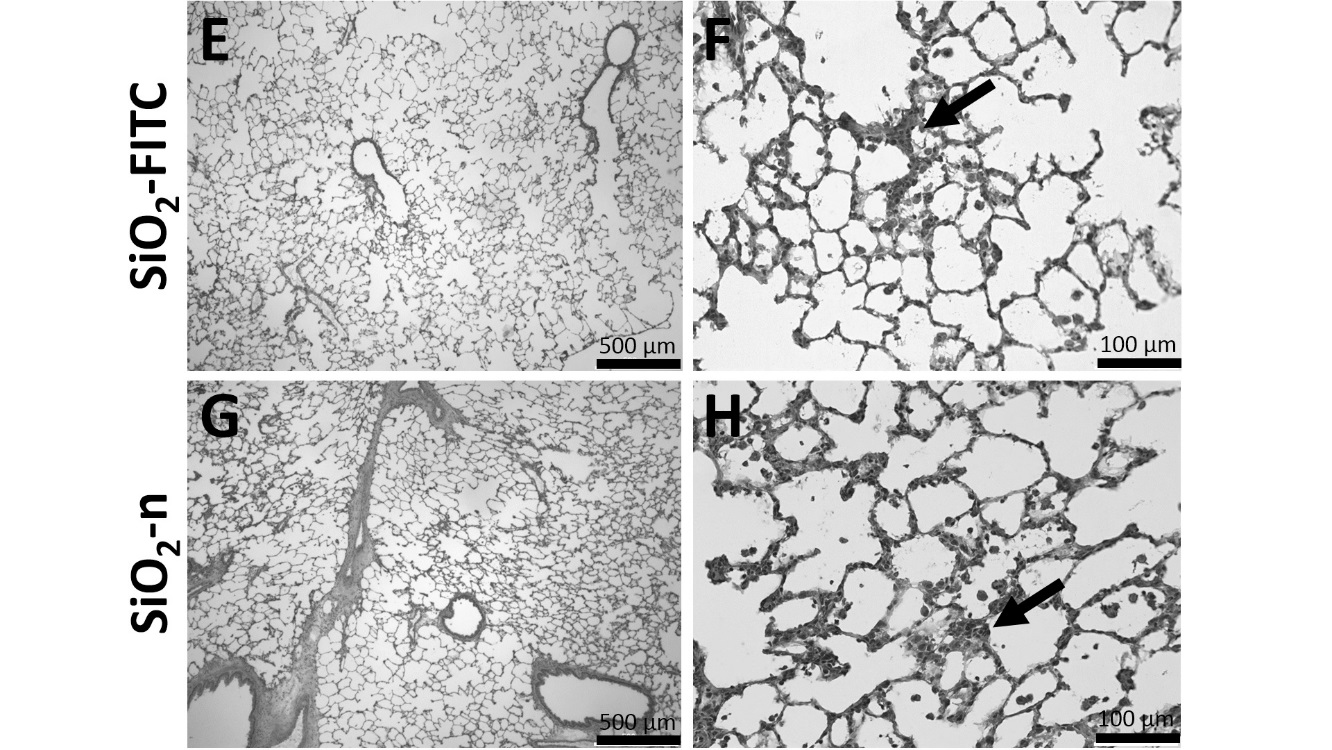 SiO₂-FITC
E
500 µm
F
100 µm
SiO₂-n
G
500 µm
H
100 µm